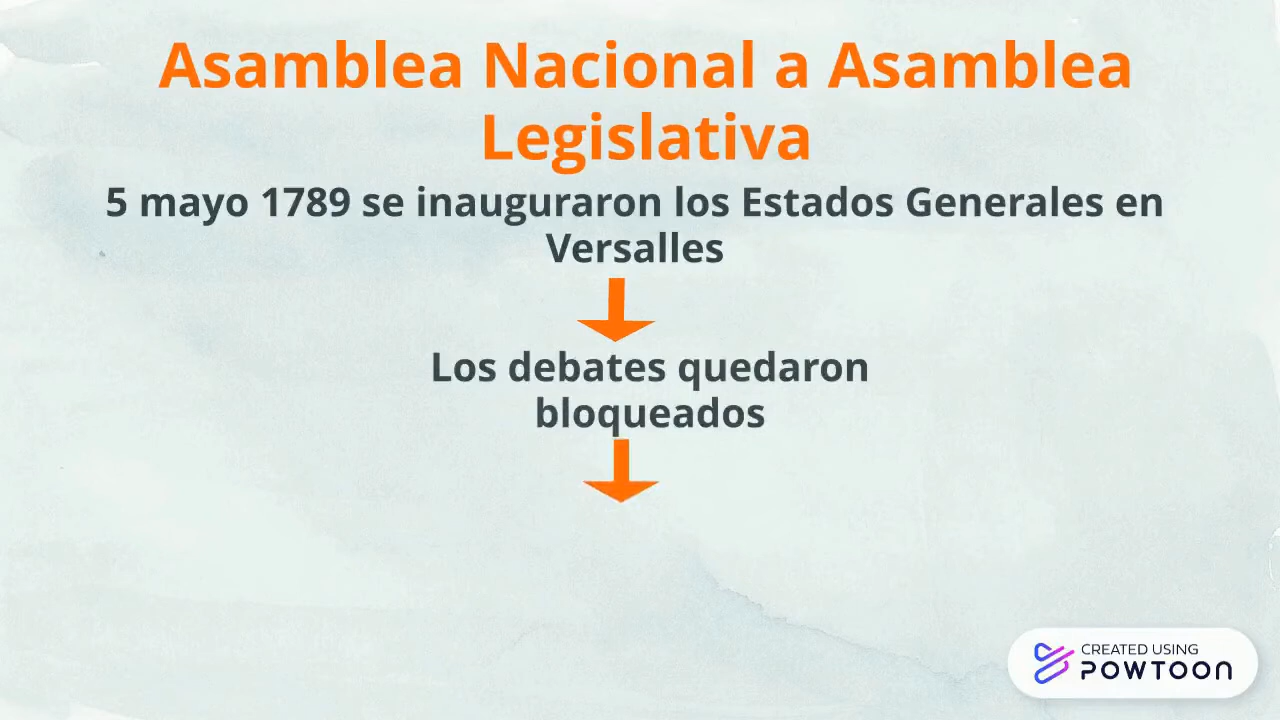 Asamblea Nacional a Asamblea
Legislativa
5 mayo 1789 se inauguraron los Estados Generales en
Versalles
Los debates quedaron
bloqueados
CREATED USING
POWTOON